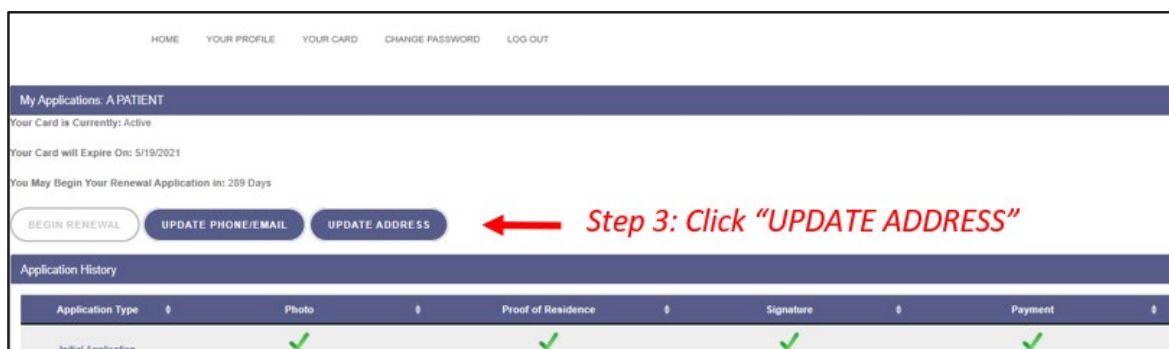 HOME YOUR PROFILE YOUR CARD CHANGE PASSWORD LOG OUT
My Applications: A PATIENT
Your Card is Currently: Active
Your Card will Expire On: 5/19/2021
You May Begin Your Renewal Application in: 289 Days
BEGIN RENEWAL UPDATE PHONE/EMAIL UPDATE ADDRESS Step 3: Click “UPDATE ADDRESS”
Application History
Application Type Photo Proof of Residence Signature Payment
Initial Application